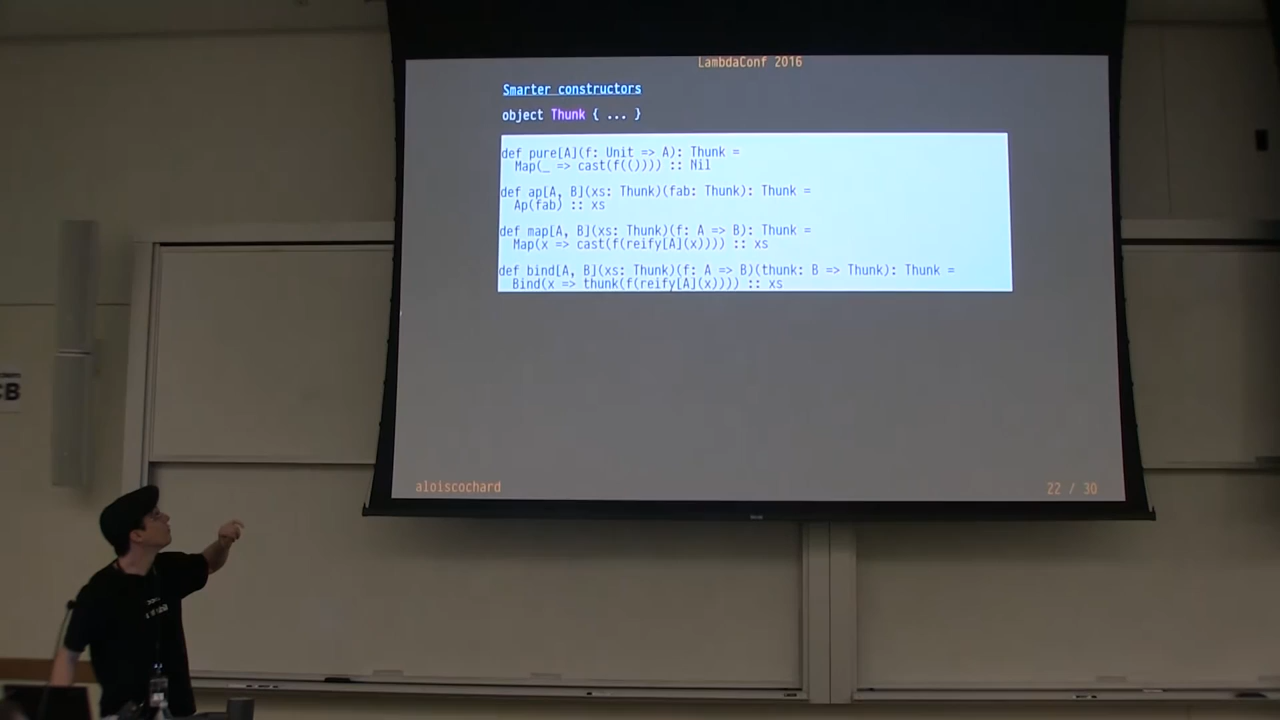 LambdaConf 2016
Smarter constructors
object Thunk { ... }
def pure[A](f: Unit => A): Thunk =
Map(_ => cast(f(()))) :: Nil
def ap[A, B](xs: Thunk)(fab: Thunk): Thunk =
Ap(fab) :: xs
def map[A, B](xs: Thunk)(f: A => B): Thunk =
Map(x => cast(f(reify[A](x)))) :: xs
def bind[A, B](xs: Thunk)(f: A => B)(thunk: B => Thunk): Thunk =
Bind(x => thunk(f(reify[A](x)))) :: xs
aloiscochard
22 / 30